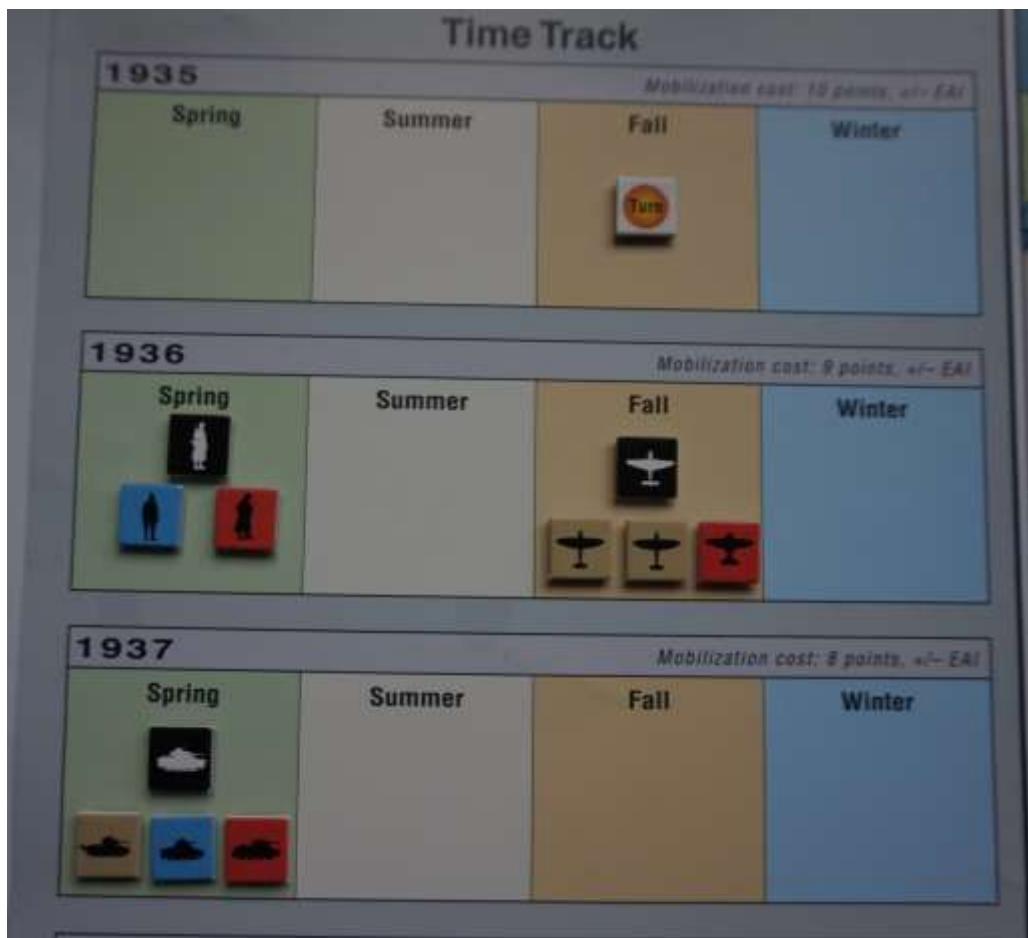 Time Track
1935
Mobilization cost: 10 points, +/– EAI
Spring Summer Fall Winter
Turn
1936
Mobilization cost: 9 points, +/– EAI
Spring Summer Fall Winter
1937
Mobilization cost: 8 points, +/– EAI
Spring Summer Fall Winter